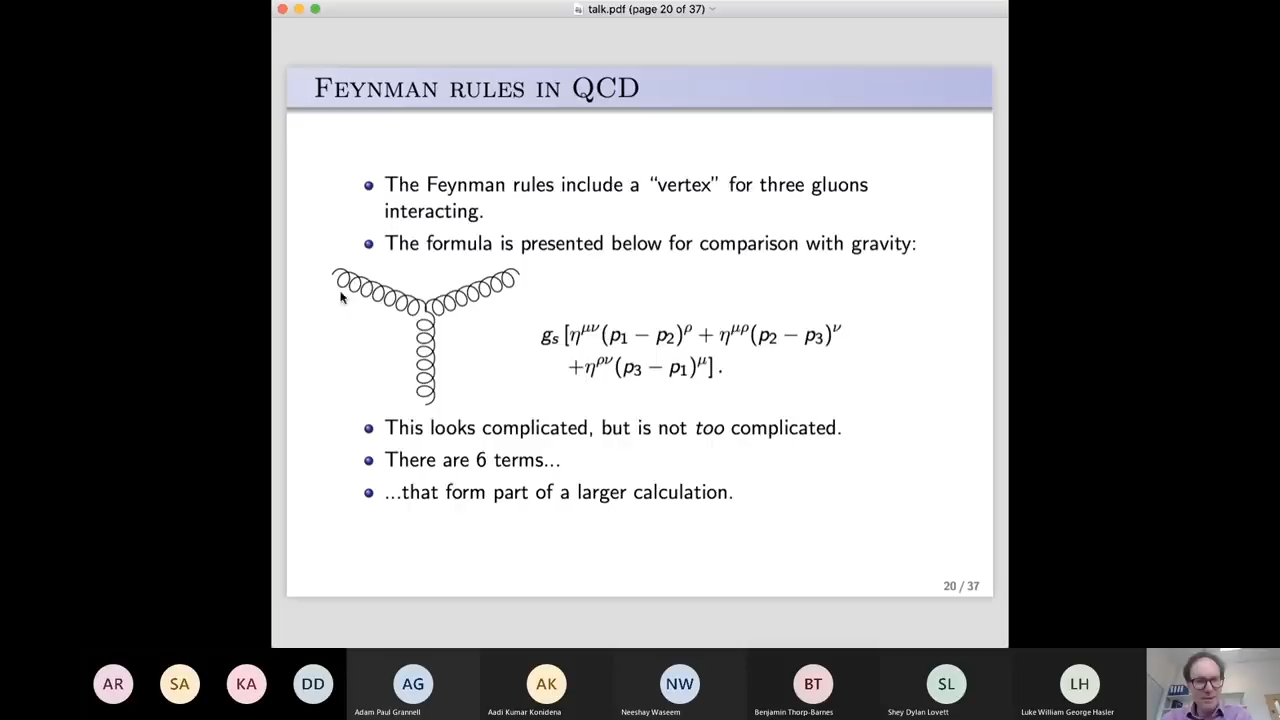 talk.pdf (page 20 of 37)
FEYNMAN RULES IN QCD
The Feynman rules include a “vertex” for three gluons
interacting.
The formula is presented below for comparison with gravity:
g_s [η^{μν}(p_1 − p_2)^ρ + η^{μρ}(p_2 − p_3)^ν
+η^{ρν}(p_3 − p_1)^μ] .
This looks complicated, but is not too complicated.
There are 6 terms...
...that form part of a larger calculation.
20 / 37
AR SA KA DD AG AK NW BT SL LH
Adam Paul Grannell Aadi Kumar Konidena Neeshay Waseem Benjamin Thorp-Barnes Shey Dylan Lovett Luke William George Hasler